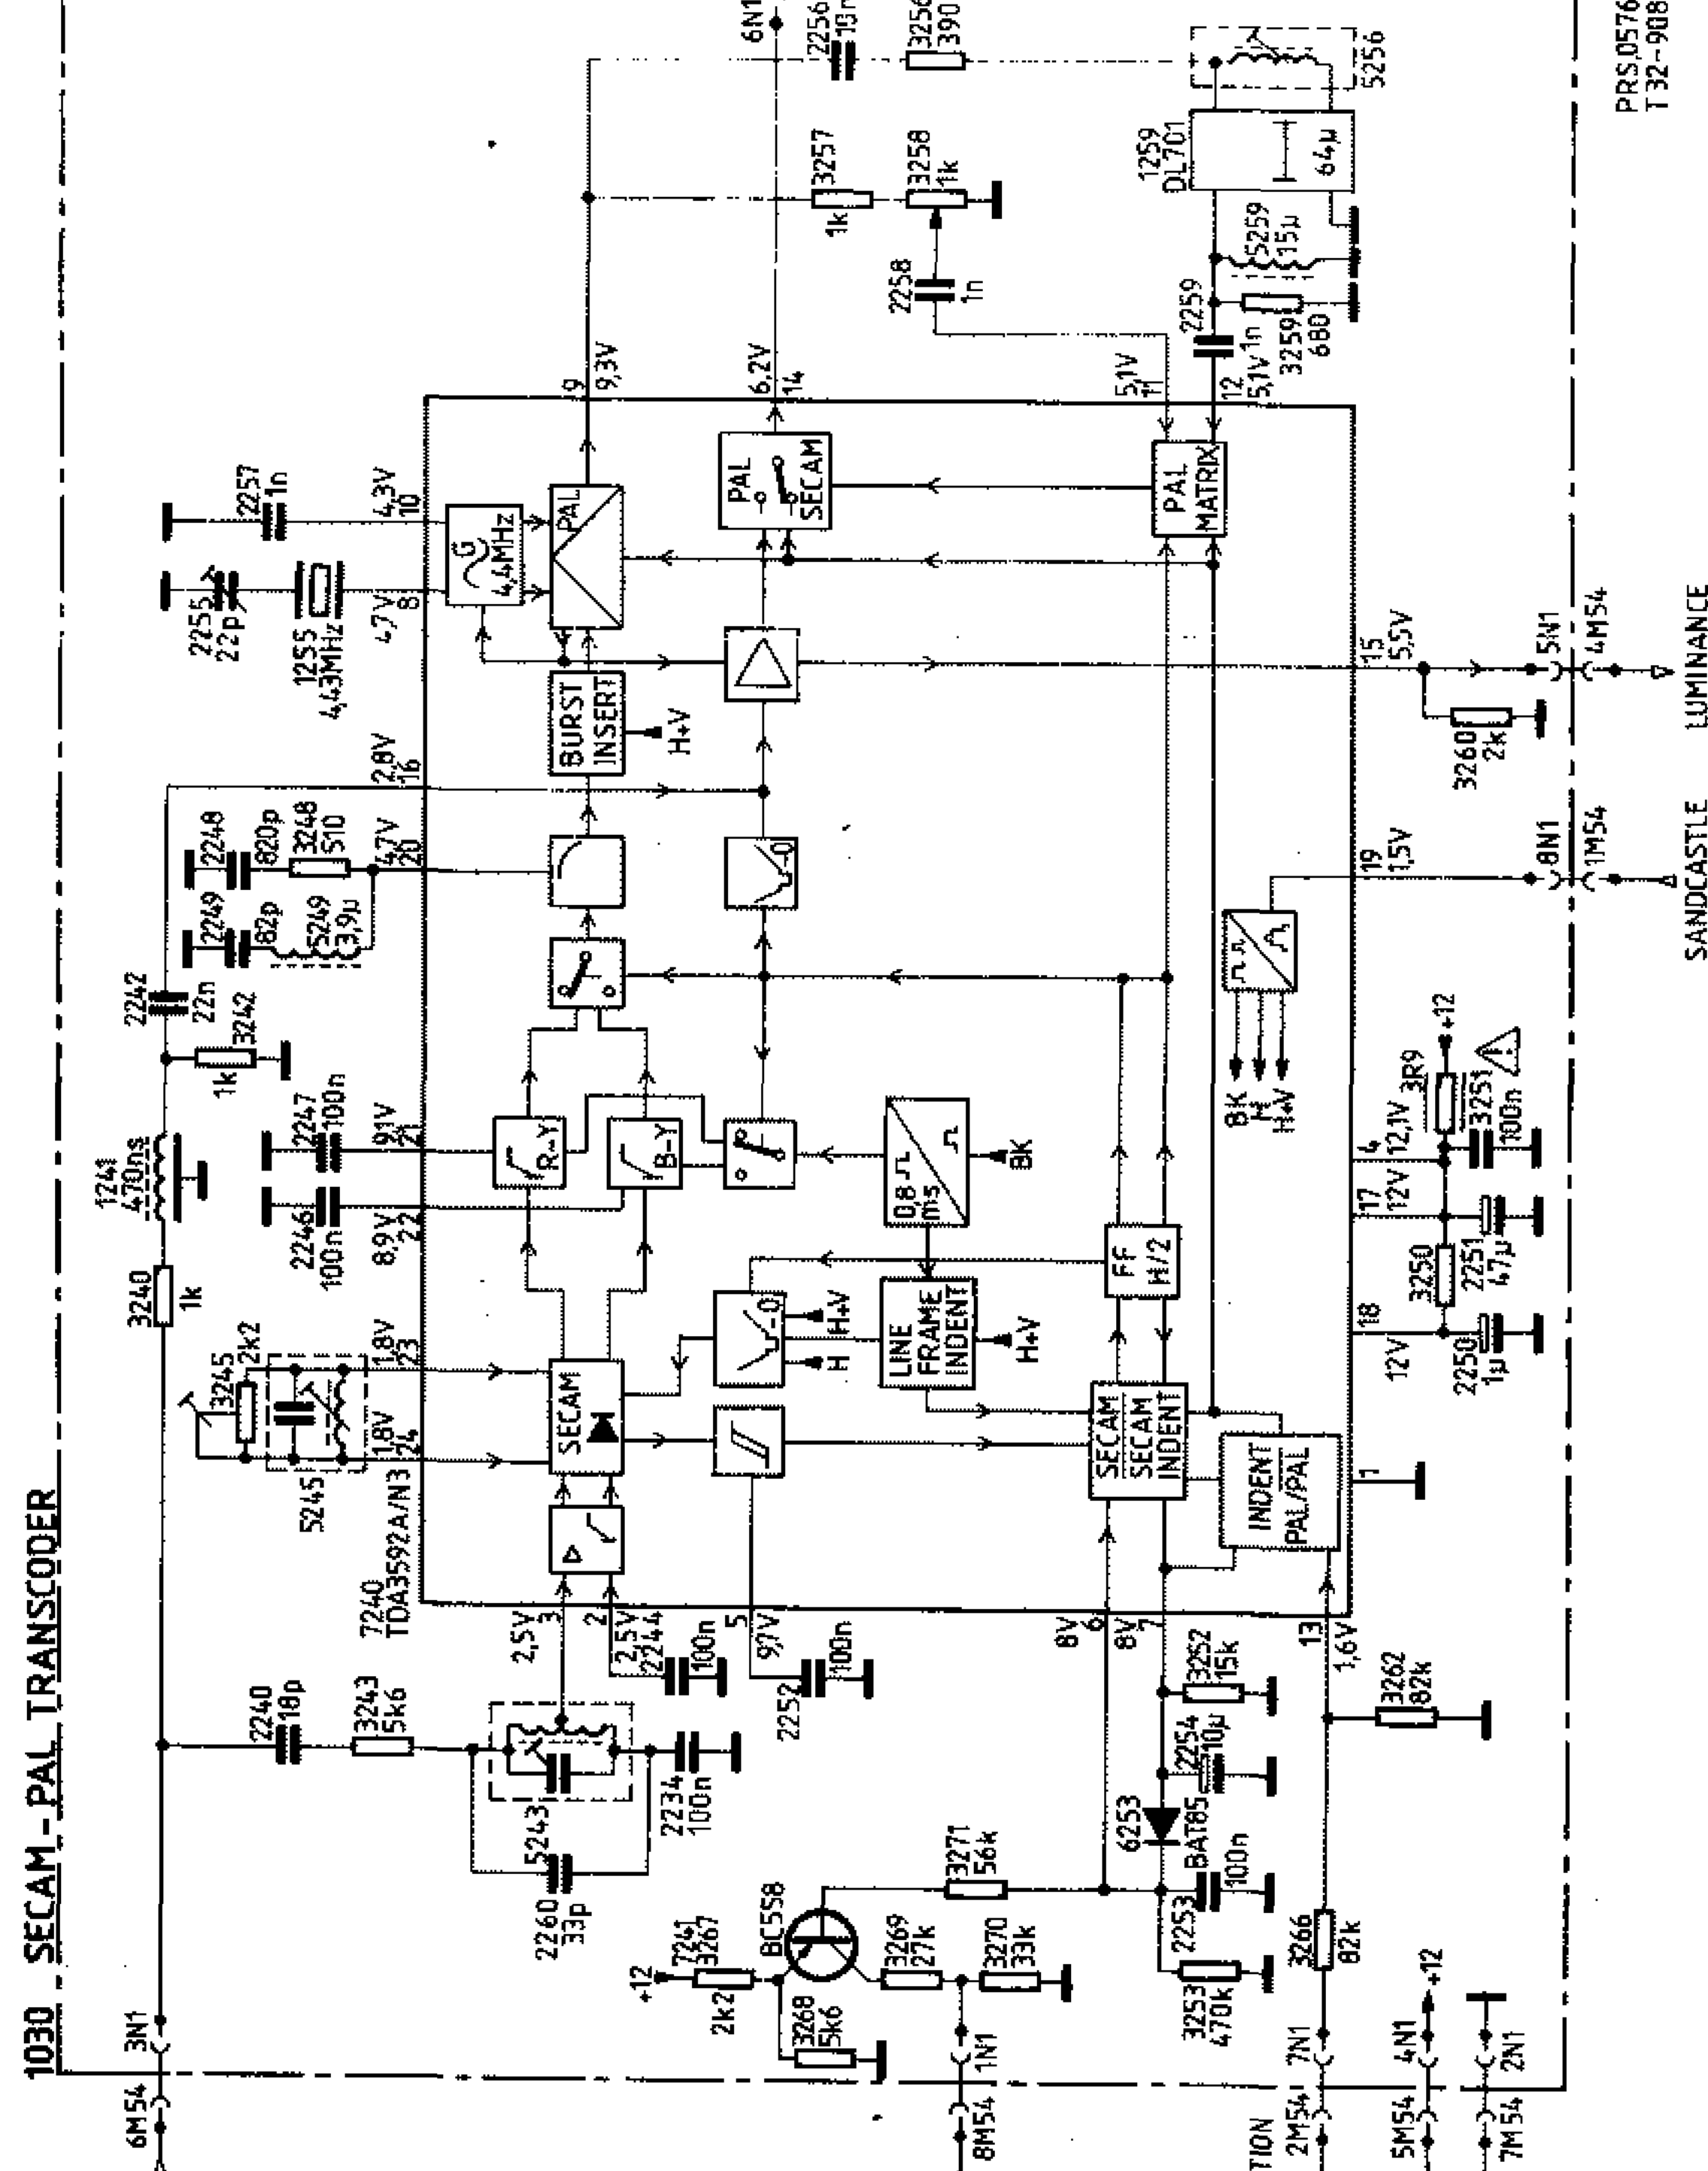 1030 SECAM-PAL TRANSCODER
6M54
3N1
3240
1k
1241
470ns
2242
22n
3242
1k
3245
2k2
5245
2246
100n
2247
100n
2249
82p
5249
3,9µ
2248
820p
3248
510
2255
22p
1255
4,43MHz
2257
1n
7240
TDA3592A/N3
1,8V
24
1,8V
23
8,9V
22
9,1V
21
4,7V
20
2,8V
16
4,7V
8
4,3V
10
2240
18p
3243
5k6
5243
2260
33p
2234
100n
2,5V
3
2
2,5V
2244
100n
5
9,7V
2252
100n
SECAM
R-Y
B-Y
BURST
INSERT
H+V
G
4,4MHz
PAL
9
9,3V
0,8
ms
BK
H
H+V
LINE
FRAME
INDENT
H+V
PAL
SECAM
6,2V
14
6N1
2256
10n
3256
390
3257
1k
3258
1k
2258
1n
5256
1259
DL701
64µ
5259
15µ
3259
680
2259
1n
5,1V
11
12
5,1V
PAL
MATRIX
FF
H/2
SECAM
SECAM
INDENT
INDENT
PAL/PAL
BK
H
H+V
8V
6
8V
7
13
1,6V
1
18
12V
17
12V
4
12,1V
19
1,5V
15
5,5V
+12
7241
3267
2k2
BC558
3268
5k6
3269
27k
3270
33k
3271
56k
8M54
1N1
6253
BAT85
2253
100n
3253
470k
2254
10µ
3252
15k
3262
82k
3266
82k
TION
2M54
7N1
5M54
4N1
+12
7M54
2N1
2250
1µ
3250
2251
47µ
3R9
3251
100n
+12
8N1
1M54
SANDCASTLE
3260
2k
5N1
4M54
LUMINANCE
PRS,0576
T32-908